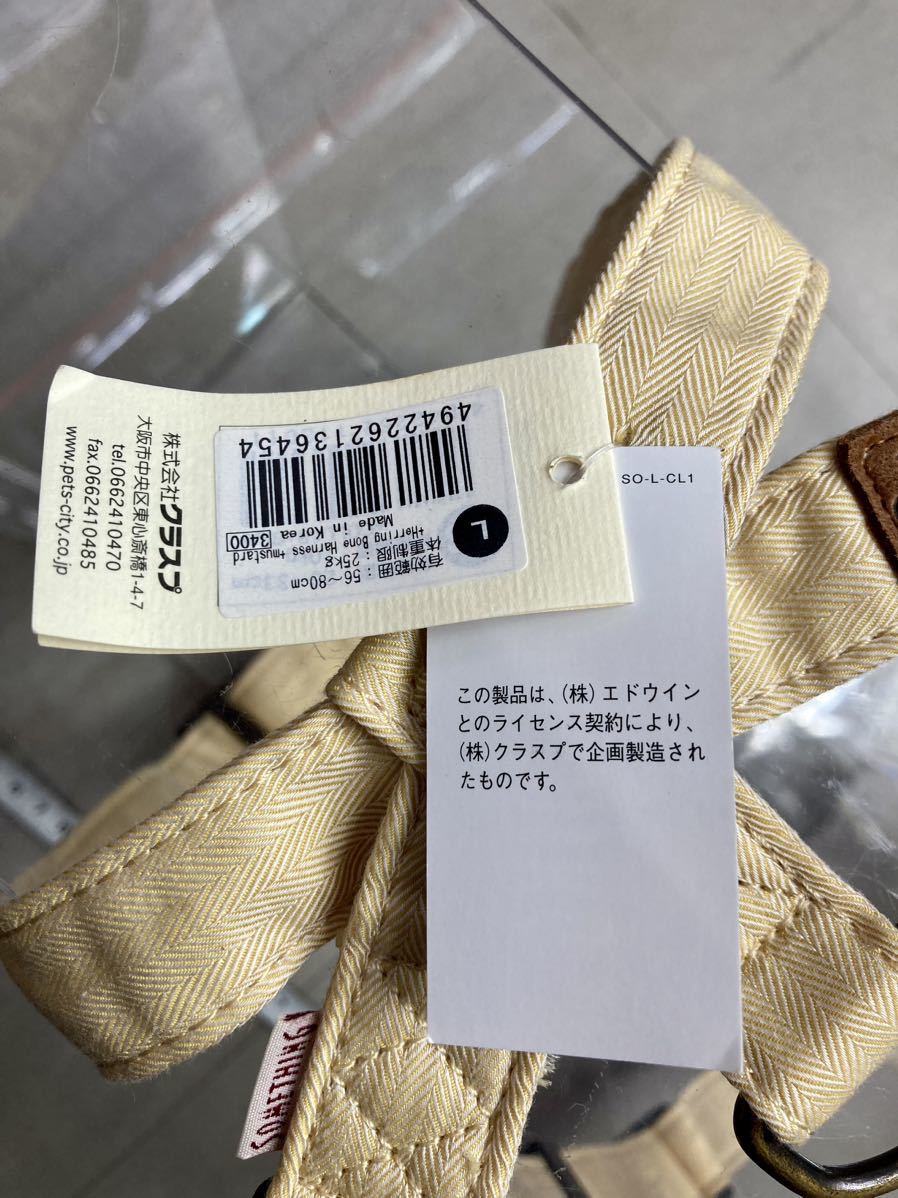 株式会社クラスプ
大阪市中央区東心斎橋1-4-7
tel.0662410470
fax.0662410485
www.pets-city.co.jp
L
有効範囲：56～80cm
体重制限：25kg
+Herring Bone Harness +mustard
Made in Korea 3400
4942262136454
SO-L-CL1
この製品は、（株）エドウイン
とのライセンス契約により、
（株）クラスプで企画製造され
たものです。
SOMETHING